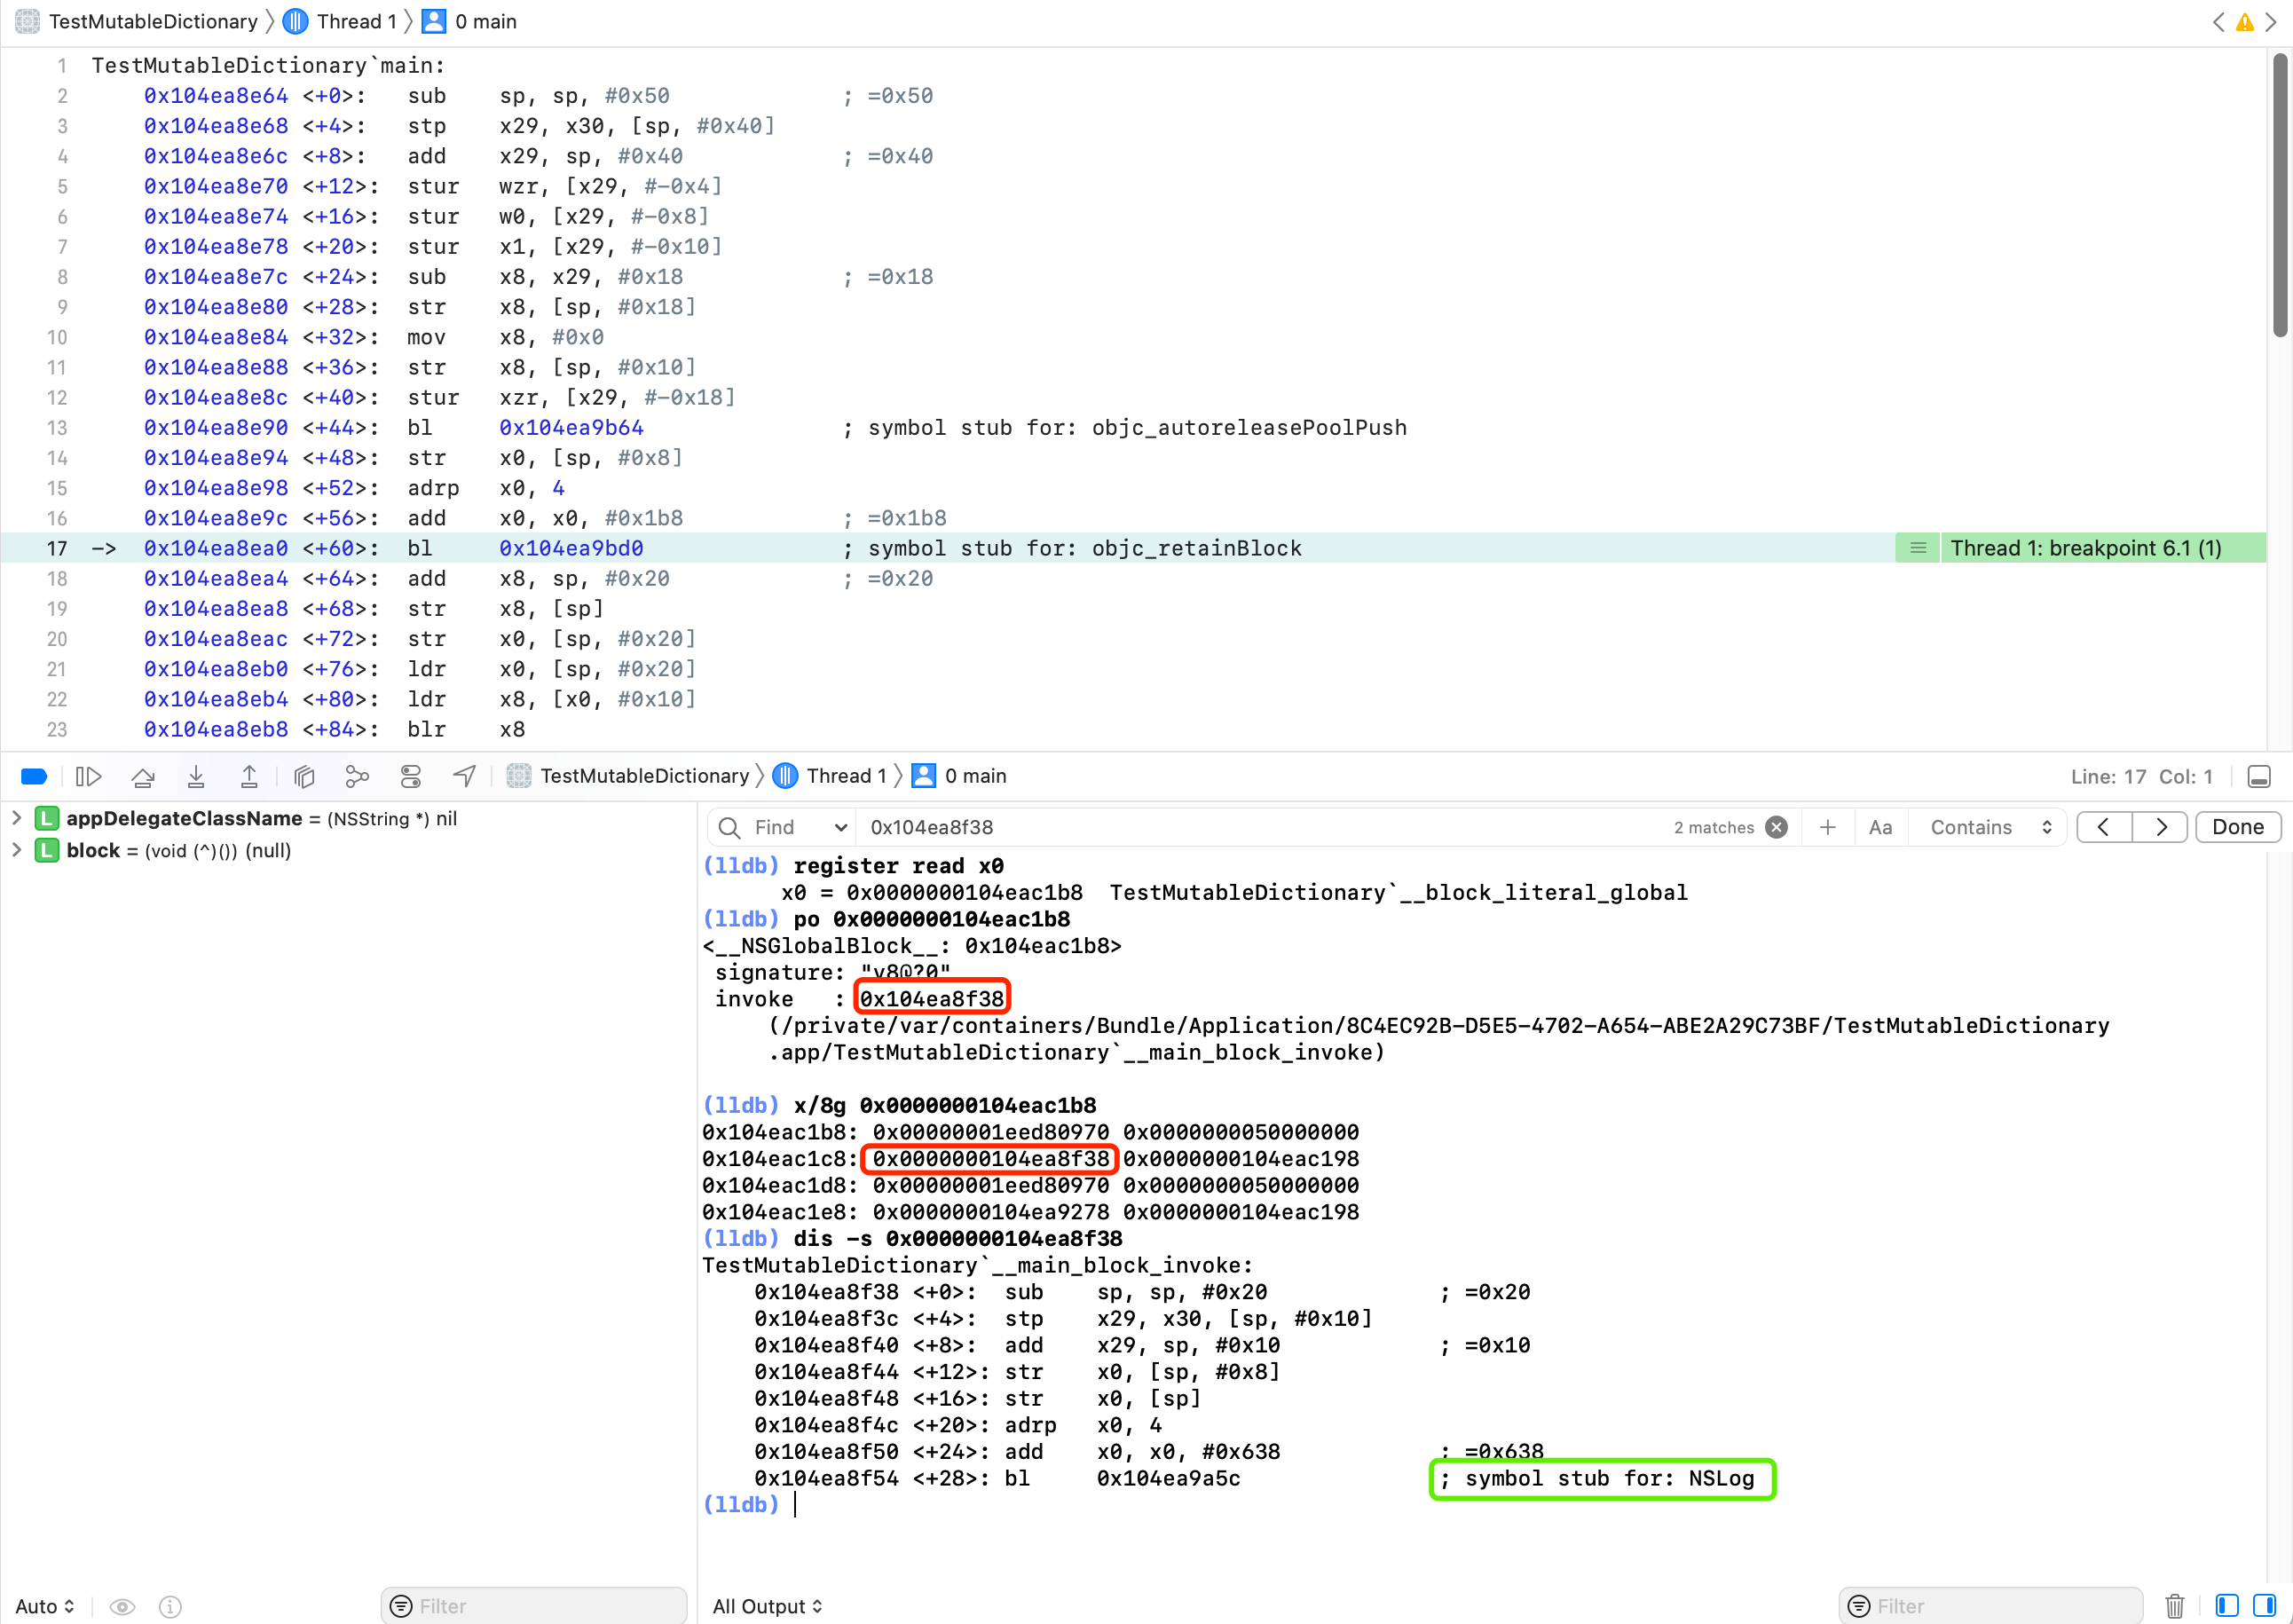 TestMutableDictionary 〉 Thread 1 〉 0 main
1 TestMutableDictionary`main:
2 0x104ea8e64 <+0>: sub sp, sp, #0x50 ; =0x50
3 0x104ea8e68 <+4>: stp x29, x30, [sp, #0x40]
4 0x104ea8e6c <+8>: add x29, sp, #0x40 ; =0x40
5 0x104ea8e70 <+12>: stur wzr, [x29, #-0x4]
6 0x104ea8e74 <+16>: stur w0, [x29, #-0x8]
7 0x104ea8e78 <+20>: stur x1, [x29, #-0x10]
8 0x104ea8e7c <+24>: sub x8, x29, #0x18 ; =0x18
9 0x104ea8e80 <+28>: str x8, [sp, #0x18]
10 0x104ea8e84 <+32>: mov x8, #0x0
11 0x104ea8e88 <+36>: str x8, [sp, #0x10]
12 0x104ea8e8c <+40>: stur xzr, [x29, #-0x18]
13 0x104ea8e90 <+44>: bl 0x104ea9b64 ; symbol stub for: objc_autoreleasePoolPush
14 0x104ea8e94 <+48>: str x0, [sp, #0x8]
15 0x104ea8e98 <+52>: adrp x0, 4
16 0x104ea8e9c <+56>: add x0, x0, #0x1b8 ; =0x1b8
17 -> 0x104ea8ea0 <+60>: bl 0x104ea9bd0 ; symbol stub for: objc_retainBlock Thread 1: breakpoint 6.1 (1)
18 0x104ea8ea4 <+64>: add x8, sp, #0x20 ; =0x20
19 0x104ea8ea8 <+68>: str x8, [sp]
20 0x104ea8eac <+72>: str x0, [sp, #0x20]
21 0x104ea8eb0 <+76>: ldr x0, [sp, #0x20]
22 0x104ea8eb4 <+80>: ldr x8, [x0, #0x10]
23 0x104ea8eb8 <+84>: blr x8
TestMutableDictionary 〉 Thread 1 〉 0 main Line: 17 Col: 1
L appDelegateClassName = (NSString *) nil
L block = (void (^)()) (null)
Find 0x104ea8f38 2 matches Aa Contains Done
(lldb) register read x0
x0 = 0x0000000104eac1b8 TestMutableDictionary`__block_literal_global
(lldb) po 0x0000000104eac1b8
<__NSGlobalBlock__: 0x104eac1b8>
signature: "v8@?0"
invoke : 0x104ea8f38
(/private/var/containers/Bundle/Application/8C4EC92B-D5E5-4702-A654-ABE2A29C73BF/TestMutableDictionary
.app/TestMutableDictionary`__main_block_invoke)
(lldb) x/8g 0x0000000104eac1b8
0x104eac1b8: 0x00000001eed80970 0x0000000050000000
0x104eac1c8: 0x0000000104ea8f38 0x0000000104eac198
0x104eac1d8: 0x00000001eed80970 0x0000000050000000
0x104eac1e8: 0x0000000104ea9278 0x0000000104eac198
(lldb) dis -s 0x0000000104ea8f38
TestMutableDictionary`__main_block_invoke:
0x104ea8f38 <+0>: sub sp, sp, #0x20 ; =0x20
0x104ea8f3c <+4>: stp x29, x30, [sp, #0x10]
0x104ea8f40 <+8>: add x29, sp, #0x10 ; =0x10
0x104ea8f44 <+12>: str x0, [sp, #0x8]
0x104ea8f48 <+16>: str x0, [sp]
0x104ea8f4c <+20>: adrp x0, 4
0x104ea8f50 <+24>: add x0, x0, #0x638 ; =0x638
0x104ea8f54 <+28>: bl 0x104ea9a5c ; symbol stub for: NSLog
(lldb)
Auto Filter All Output Filter